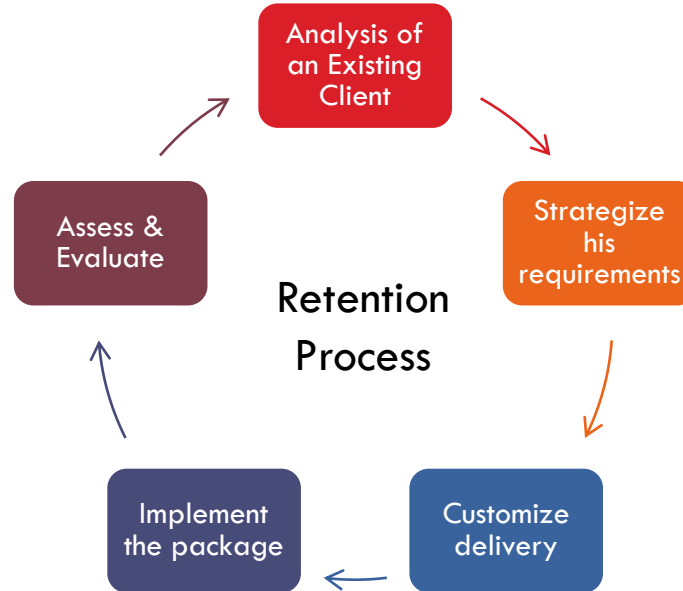 Analysis of
an Existing
Client
Strategize
his
requirements
Customize
delivery
Implement
the package
Assess &
Evaluate
Retention
Process